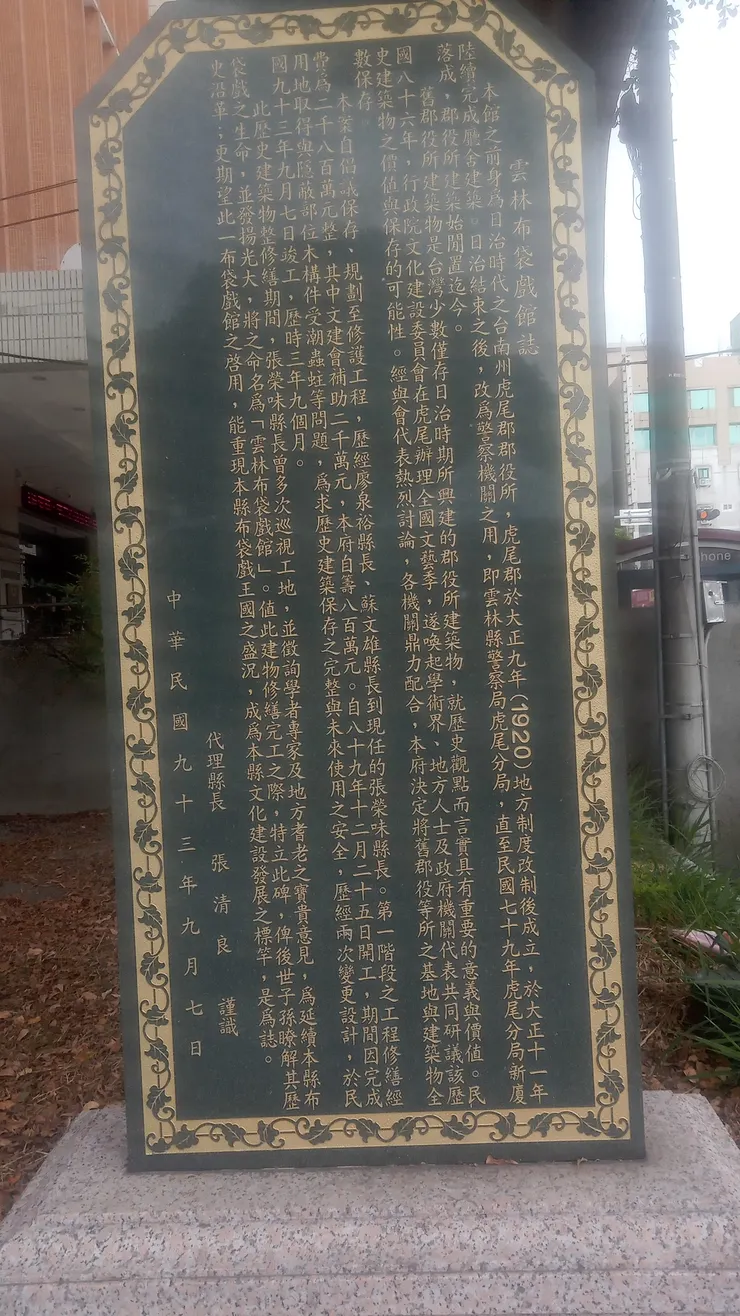 雲林布袋戲館誌
本館之前身為日治時代之台南州虎尾郡郡役所，虎尾郡於大正九年(1920)地方制度改制後成立，於大正十一年
陸續完成廳舍建築。日治結束之後，改為警察機關之用，即雲林縣警察局虎尾分局，直至民國七十九年虎尾分局新廈
落成，郡役所建築始閒置迄今。
舊郡役所建築物是台灣少數僅存日治時期所興建的郡役所建築物，就歷史觀點而言實具有重要的意義與價值。民
國八十六年，行政院文化建設委員會在虎尾辦理全國文藝季，遂喚起學術界、地方人士及政府機關代表共同研議該歷
史建築物之價值與保存的可能性。經與會代表熱烈討論，各機關鼎力配合，本府決定將舊郡役等所之基地與建築物全
數保存。
本案自倡議保存、規劃至修護工程，歷經廖泉裕縣長、蘇文雄縣長到現任的張榮味縣長。第一階段之工程修繕經
費為二千八百萬元整，其中文建會補助二千萬元，本府自籌八百萬元。自八十九年十二月二十五日開工，期間因完成
用地取得與隱蔽部位木構件受潮蟲蛀等問題，為求歷史建築保存之完整與未來使用之安全，歷經兩次變更設計，於民
國九十三年九月七日竣工，歷時三年九個月。
此歷史建築物整修繕期間，張榮味縣長曾多次巡視工地，並徵詢學者專家及地方耆老之寶貴意見，為延續本縣布
袋戲之生命，並發揚光大，將之命名為「雲林布袋戲館」。值此建物修繕完工之際，特立此碑，俾後世子孫瞭解其歷
史沿革；更期望此一布袋戲館之啓用，能重現本縣布袋戲王國之盛況，成為本縣文化建設發展之標竿，是為誌。
代理縣長 張清良 謹識
中華民國九十三年九月七日
phone